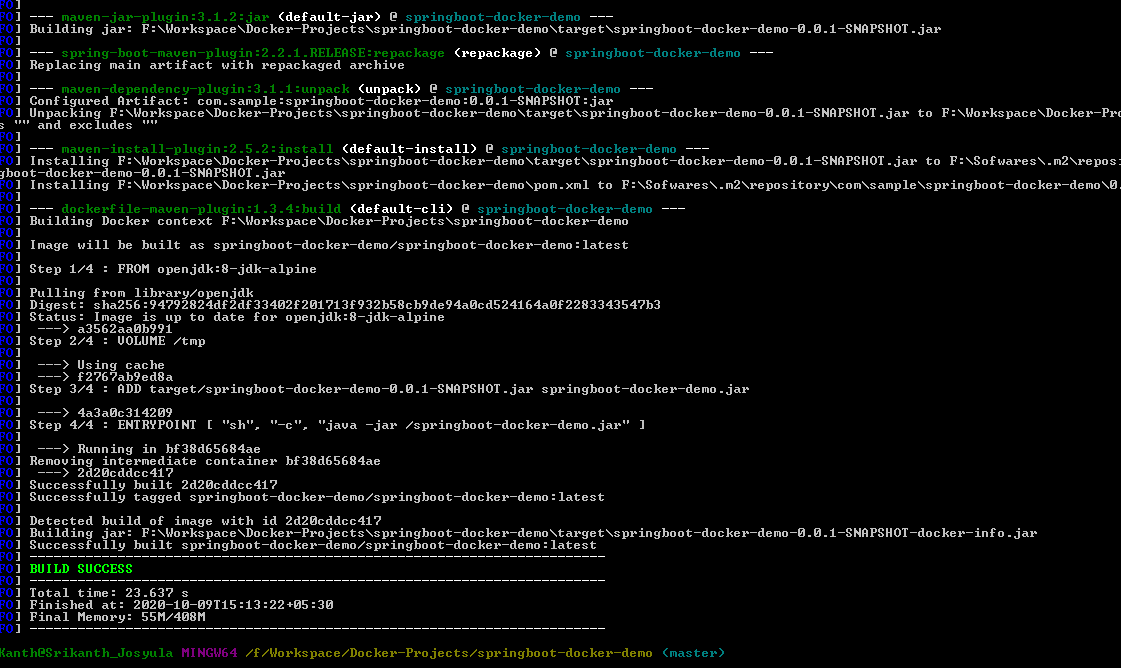 FO]
FO] --- maven-jar-plugin:3.1.2:jar (default-jar) @ springboot-docker-demo ---
FO] Building jar: F:\Workspace\Docker-Projects\springboot-docker-demo\target\springboot-docker-demo-0.0.1-SNAPSHOT.jar
FO]
FO] --- spring-boot-maven-plugin:2.2.1.RELEASE:repackage (repackage) @ springboot-docker-demo ---
FO] Replacing main artifact with repackaged archive
FO]
FO] --- maven-dependency-plugin:3.1.1:unpack (unpack) @ springboot-docker-demo ---
FO] Configured Artifact: com.sample:springboot-docker-demo:0.0.1-SNAPSHOT:jar
FO] Unpacking F:\Workspace\Docker-Projects\springboot-docker-demo\target\springboot-docker-demo-0.0.1-SNAPSHOT.jar to F:\Workspace\Docker-Pro
s "" and excludes ""
FO]
FO] --- maven-install-plugin:2.5.2:install (default-install) @ springboot-docker-demo ---
FO] Installing F:\Workspace\Docker-Projects\springboot-docker-demo\target\springboot-docker-demo-0.0.1-SNAPSHOT.jar to F:\Sofwares\.m2\repos
gboot-docker-demo-0.0.1-SNAPSHOT.jar
FO] Installing F:\Workspace\Docker-Projects\springboot-docker-demo\pom.xml to F:\Sofwares\.m2\repository\com\sample\springboot-docker-demo\0.
FO]
FO] --- dockerfile-maven-plugin:1.3.4:build (default-cli) @ springboot-docker-demo ---
FO] Building Docker context F:\Workspace\Docker-Projects\springboot-docker-demo
FO]
FO] Image will be built as springboot-docker-demo/springboot-docker-demo:latest
FO]
FO] Step 1/4 : FROM openjdk:8-jdk-alpine
FO]
FO] Pulling from library/openjdk
FO] Digest: sha256:94792824df2df33402f201713f932b58cb9de94a0cd524164a0f2283343547b3
FO] Status: Image is up to date for openjdk:8-jdk-alpine
FO]  ---> a3562aa0b991
FO] Step 2/4 : VOLUME /tmp
FO]
FO]  ---> Using cache
FO]  ---> f2767ab9ed8a
FO] Step 3/4 : ADD target/springboot-docker-demo-0.0.1-SNAPSHOT.jar springboot-docker-demo.jar
FO]
FO]  ---> 4a3a0c314209
FO] Step 4/4 : ENTRYPOINT [ "sh", "-c", "java -jar /springboot-docker-demo.jar" ]
FO]
FO]  ---> Running in bf38d65684ae
FO] Removing intermediate container bf38d65684ae
FO]  ---> 2d20cddcc417
FO] Successfully built 2d20cddcc417
FO] Successfully tagged springboot-docker-demo/springboot-docker-demo:latest
FO]
FO] Detected build of image with id 2d20cddcc417
FO] Building jar: F:\Workspace\Docker-Projects\springboot-docker-demo\target\springboot-docker-demo-0.0.1-SNAPSHOT-docker-info.jar
FO] Successfully built springboot-docker-demo/springboot-docker-demo:latest
FO] ------------------------------------------------------------------------
FO] BUILD SUCCESS
FO] ------------------------------------------------------------------------
FO] Total time: 23.637 s
FO] Finished at: 2020-10-09T15:13:22+05:30
FO] Final Memory: 55M/408M
FO] ------------------------------------------------------------------------
Kanth@Srikanth_Josyula MINGW64 /f/Workspace/Docker-Projects/springboot-docker-demo (master)